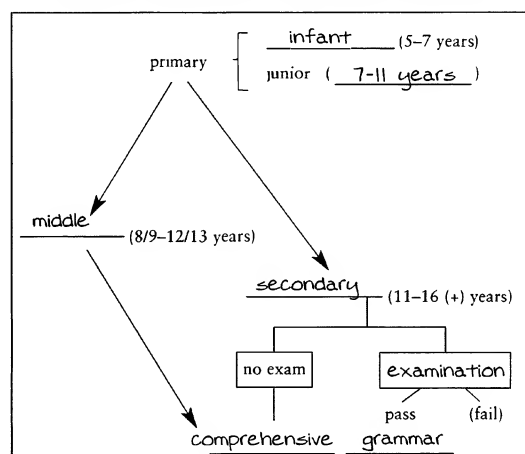 infant (5–7 years)
primary
junior ( 7-11 years )
middle (8/9–12/13 years)
secondary (11–16 (+) years)
no exam examination
pass (fail)
comprehensive grammar